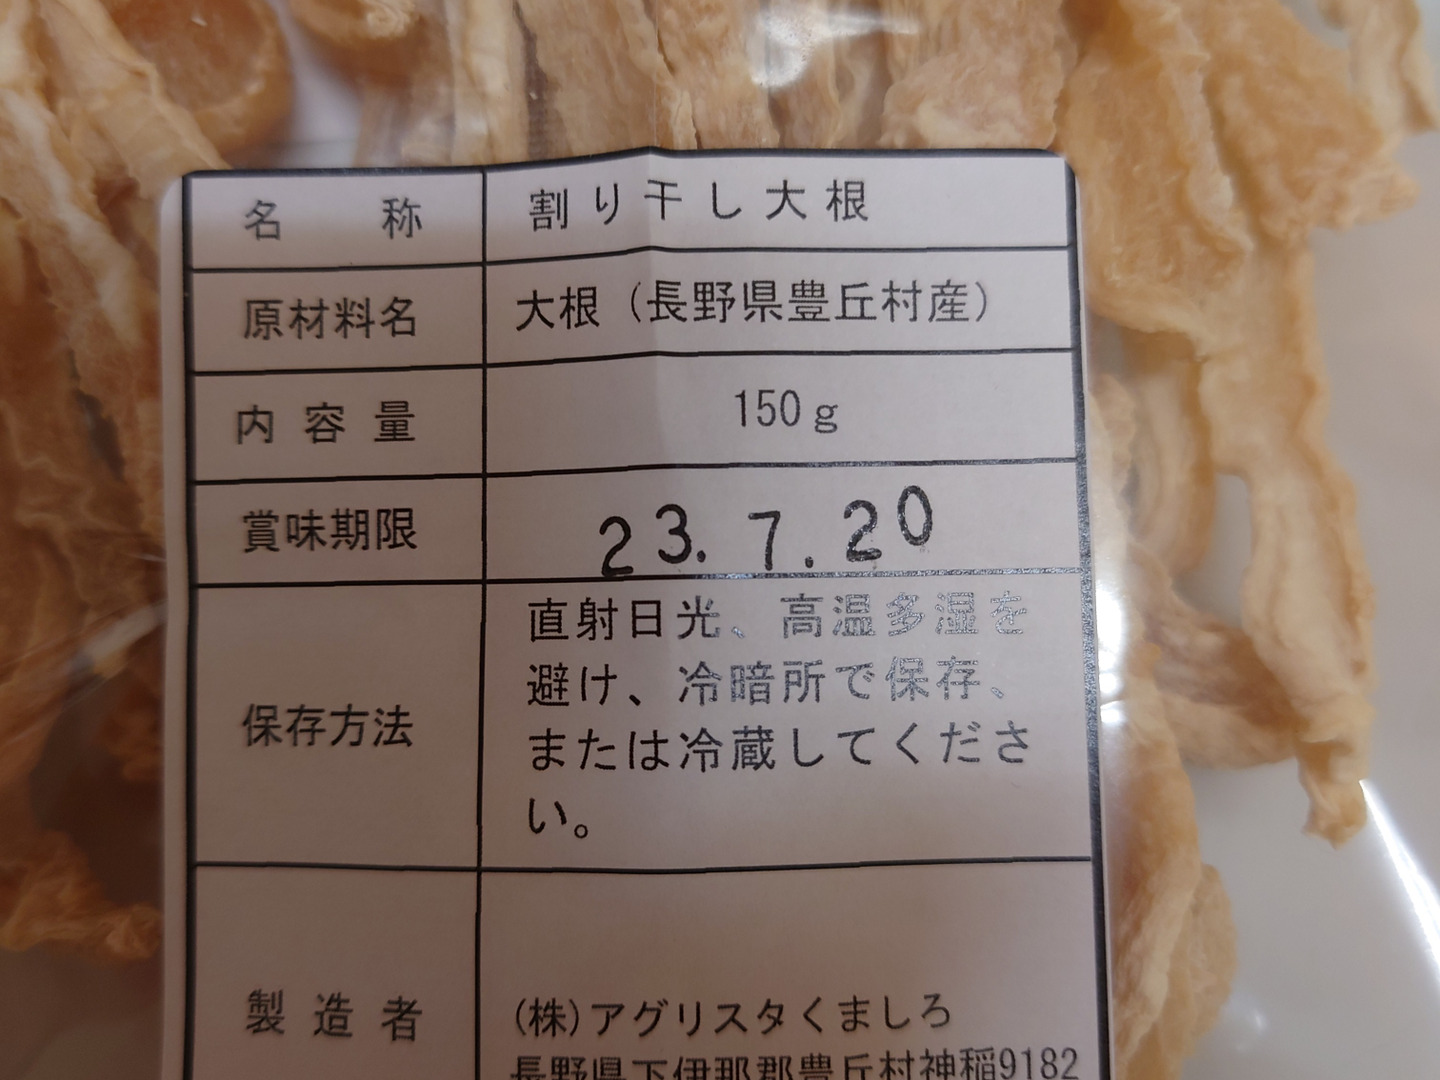 名称 割り干し大根
原材料名 大根（長野県豊丘村産）
内容量 150g
賞味期限 23.7.20
保存方法 直射日光、高温多湿を
避け、冷暗所で保存、
または冷蔵してくださ
い。
製造者 (株)アグリスタくましろ
長野県下伊那郡豊丘村神稲9182